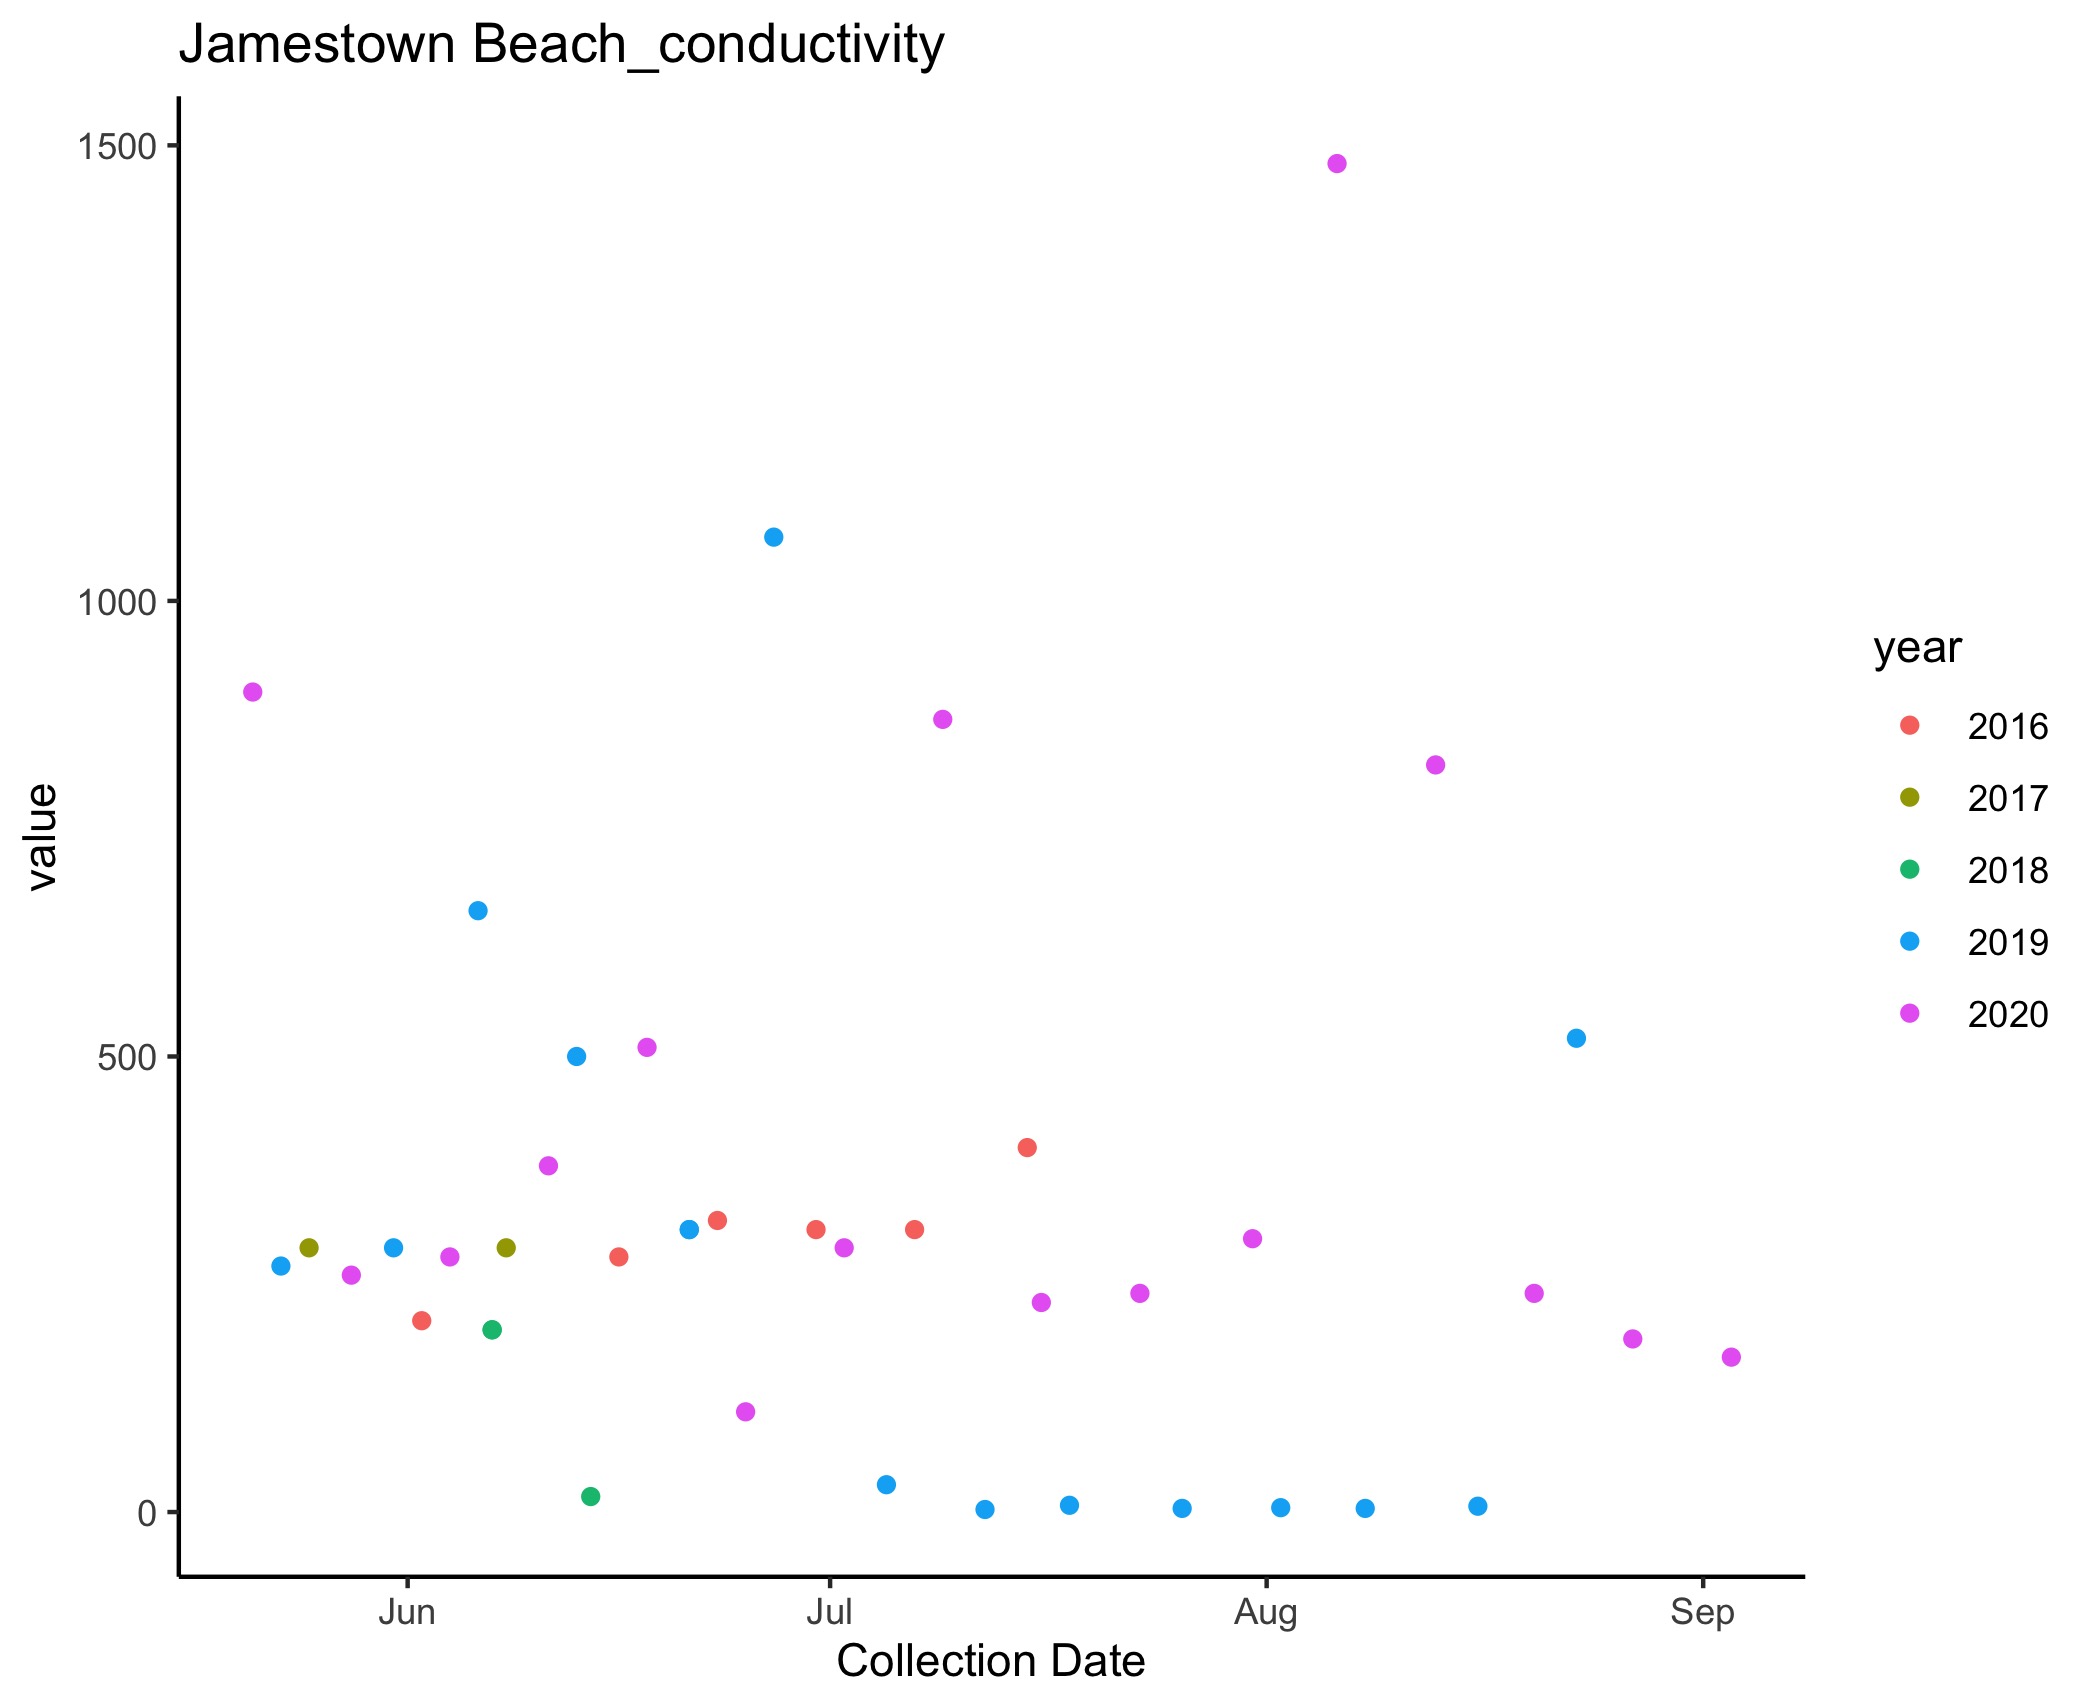 Jamestown Beach_conductivity
1500
1000
500
0
value
Jun
Jul
Aug
Sep
Collection Date
year
2016
2017
2018
2019
2020